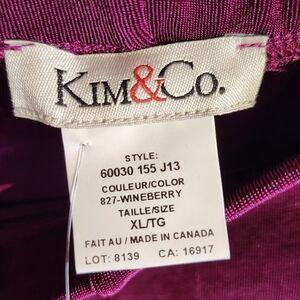 KIM&CO.
STYLE:
60030 155 J13
COULEUR/COLOR
827-WINEBERRY
TAILLE/SIZE
XL/TG
FAIT AU / MADE IN CANADA
LOT: 8139 CA: 16917